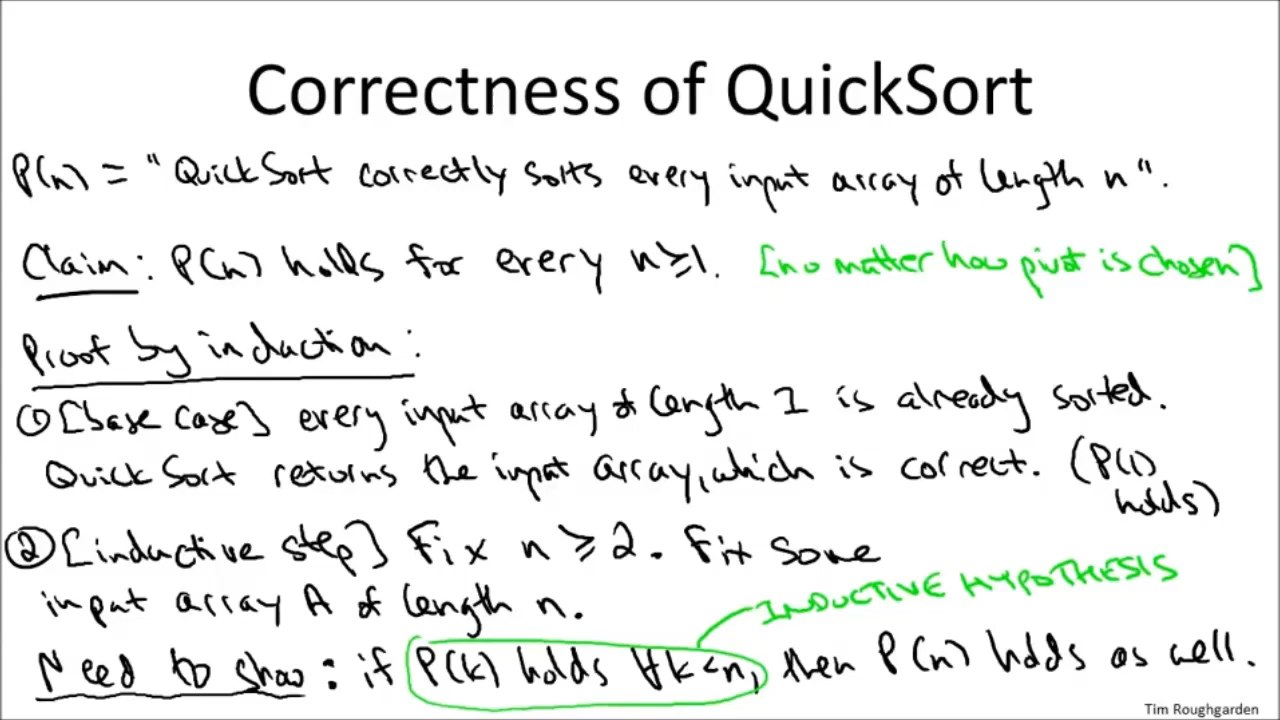 Correctness of QuickSort
P(n) = "QuickSort correctly sorts every input array of length n".
Claim: P(n) holds for every n ≥ 1. [no matter how pivot is chosen]
Proof by induction:
① [base case] every input array of length 1 is already sorted.
QuickSort returns the input array, which is correct. (P(1)
holds)
② [inductive step] Fix n ≥ 2. Fix some
input array A of length n.
INDUCTIVE HYPOTHESIS
Need to show: if P(k) holds ∀k<n, then P(n) holds as well.
Tim Roughgarden